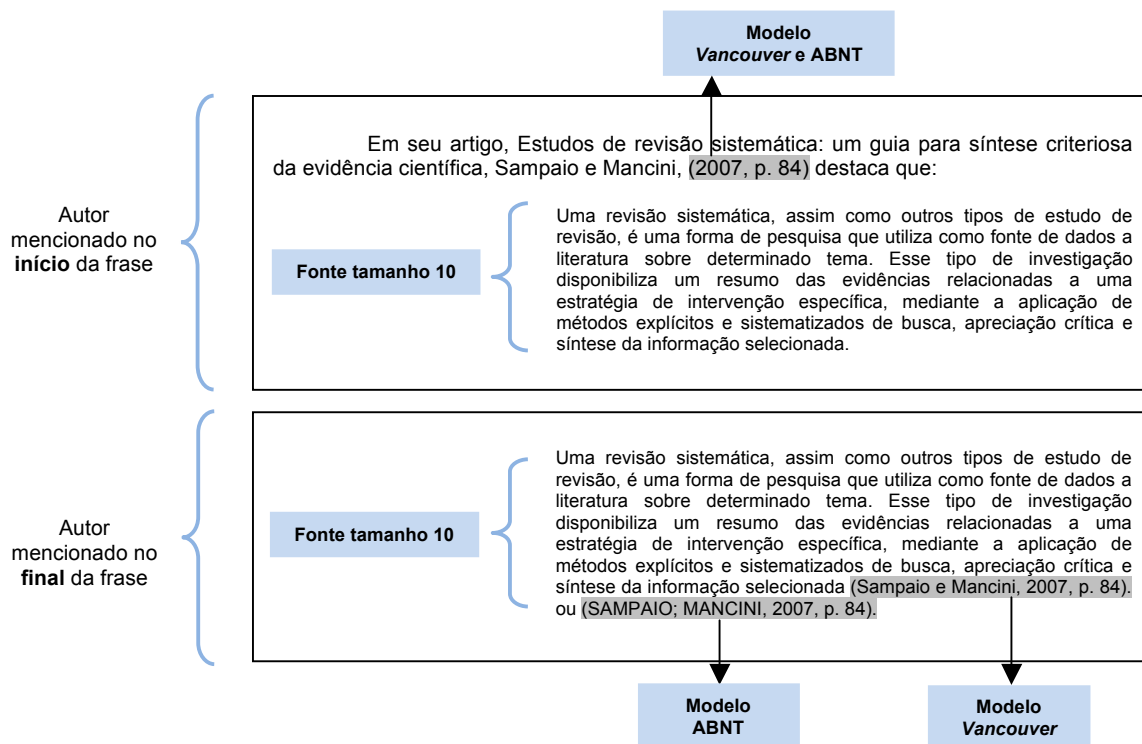 Modelo
Vancouver e ABNT
Autor
mencionado no
início da frase
Em seu artigo, Estudos de revisão sistemática: um guia para síntese criteriosa
da evidência científica, Sampaio e Mancini, (2007, p. 84) destaca que:
Fonte tamanho 10
Uma revisão sistemática, assim como outros tipos de estudo de
revisão, é uma forma de pesquisa que utiliza como fonte de dados a
literatura sobre determinado tema. Esse tipo de investigação
disponibiliza um resumo das evidências relacionadas a uma
estratégia de intervenção específica, mediante a aplicação de
métodos explícitos e sistematizados de busca, apreciação crítica e
síntese da informação selecionada.
Autor
mencionado no
final da frase
Fonte tamanho 10
Uma revisão sistemática, assim como outros tipos de estudo de
revisão, é uma forma de pesquisa que utiliza como fonte de dados a
literatura sobre determinado tema. Esse tipo de investigação
disponibiliza um resumo das evidências relacionadas a uma
estratégia de intervenção específica, mediante a aplicação de
métodos explícitos e sistematizados de busca, apreciação crítica e
síntese da informação selecionada (Sampaio e Mancini, 2007, p. 84).
ou (SAMPAIO; MANCINI, 2007, p. 84).
Modelo
ABNT
Modelo
Vancouver